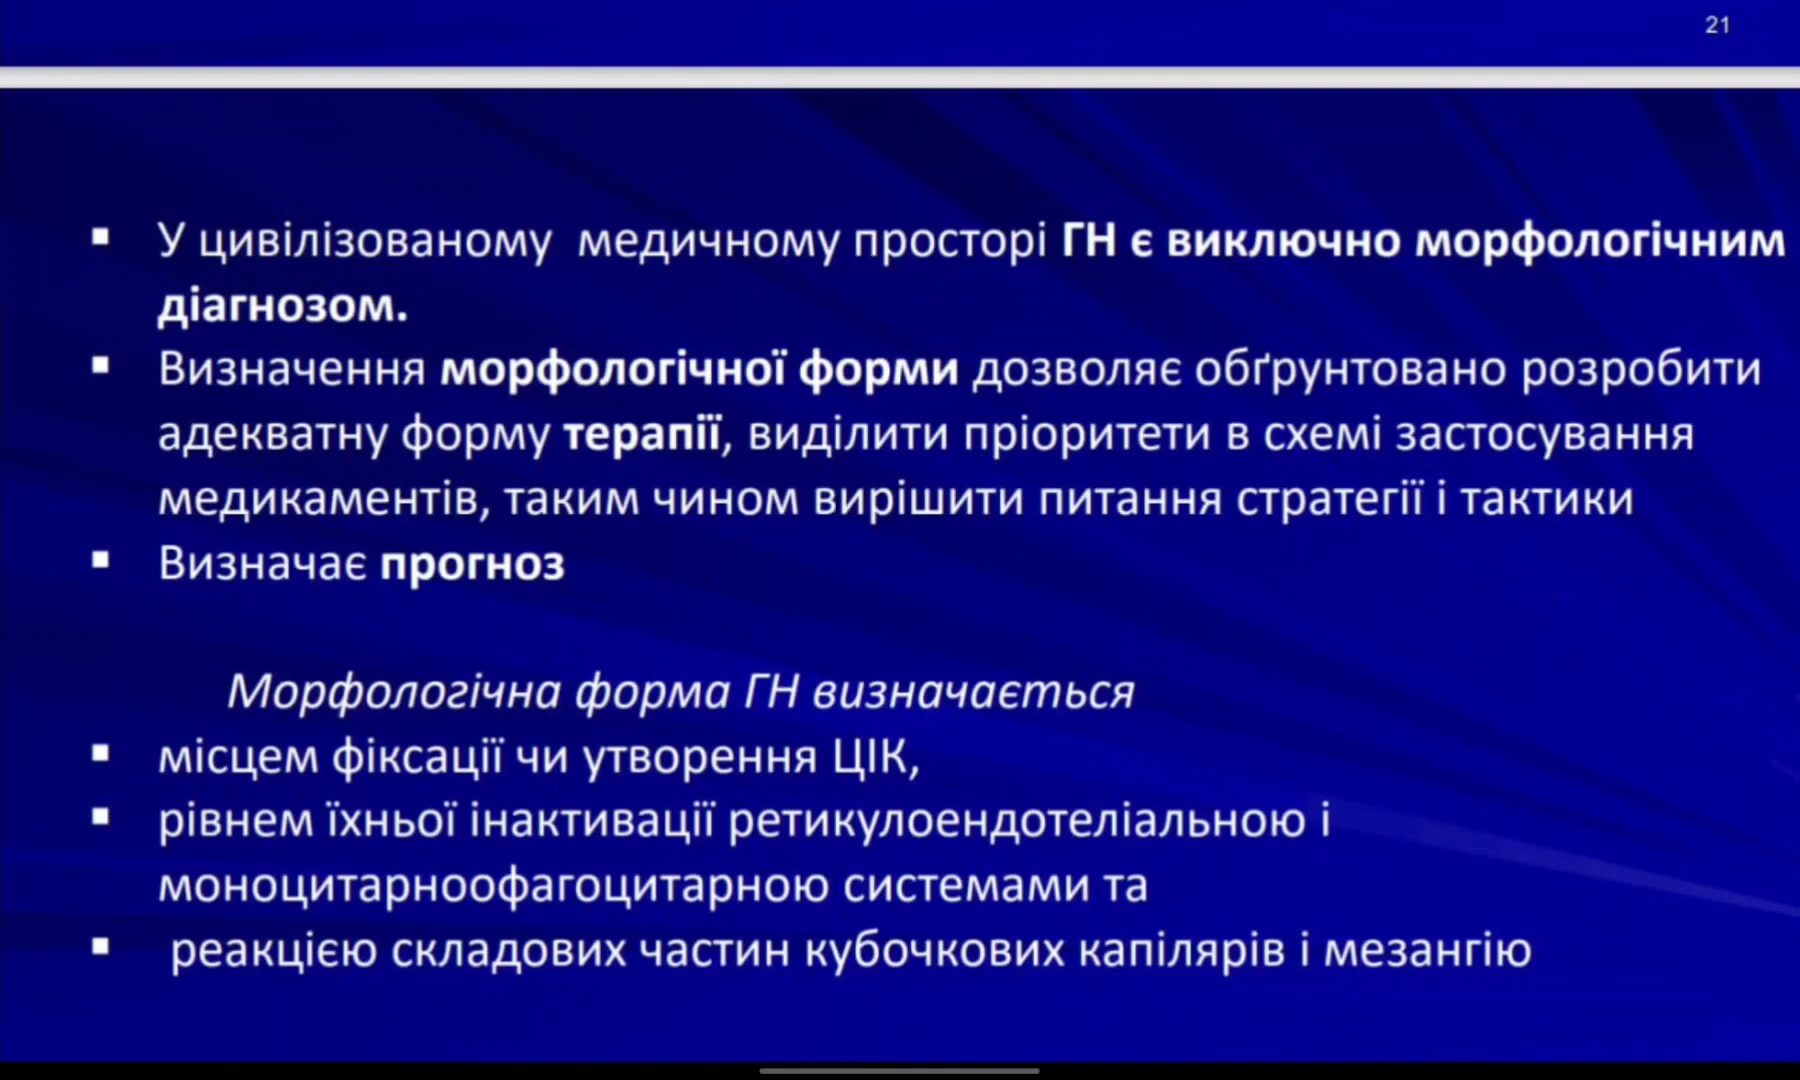 21
▪ У цивілізованому медичному просторі ГН є виключно морфологічним
діагнозом.
▪ Визначення морфологічної форми дозволяє обґрунтовано розробити
адекватну форму терапії, виділити пріоритети в схемі застосування
медикаментів, таким чином вирішити питання стратегії і тактики
▪ Визначає прогноз
Морфологічна форма ГН визначається
▪ місцем фіксації чи утворення ЦІК,
▪ рівнем їхньої інактивації ретикулоендотеліальною і
моноцитарноофагоцитарною системами та
▪ реакцією складових частин кубочкових капілярів і мезангію